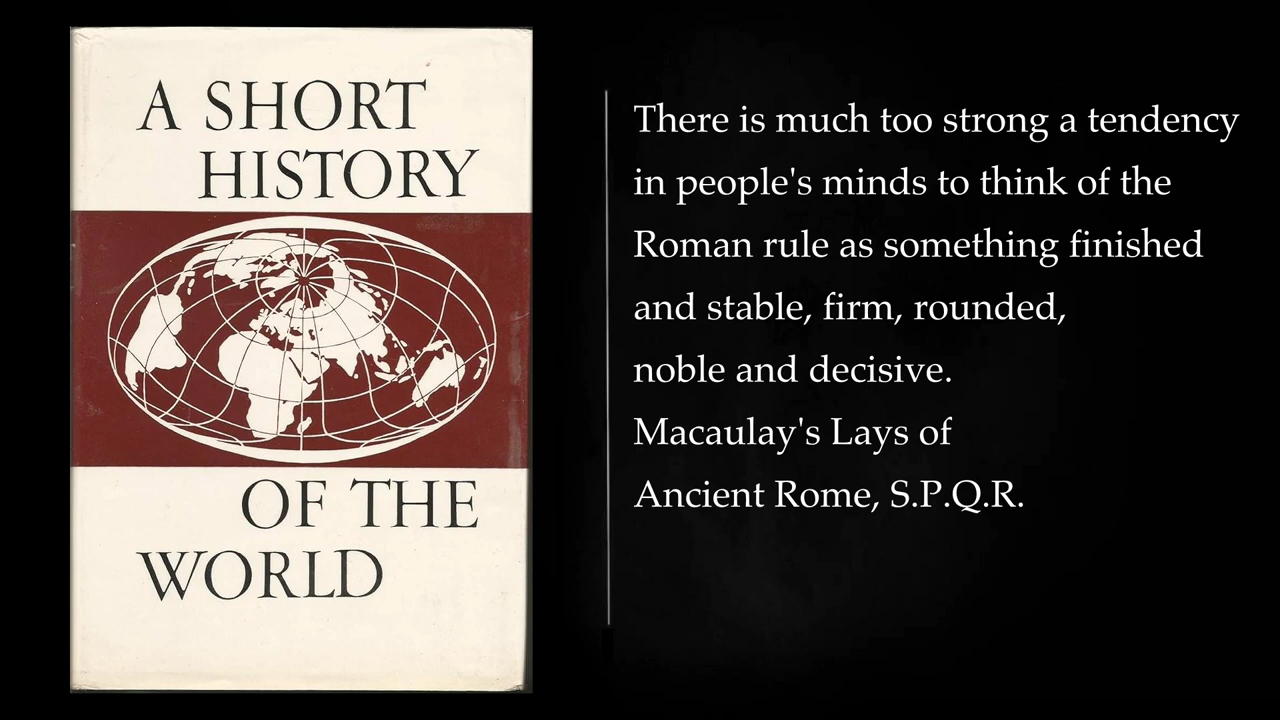 A SHORT
HISTORY
OF THE
WORLD
There is much too strong a tendency
in people's minds to think of the
Roman rule as something finished
and stable, firm, rounded,
noble and decisive.
Macaulay's Lays of
Ancient Rome, S.P.Q.R.